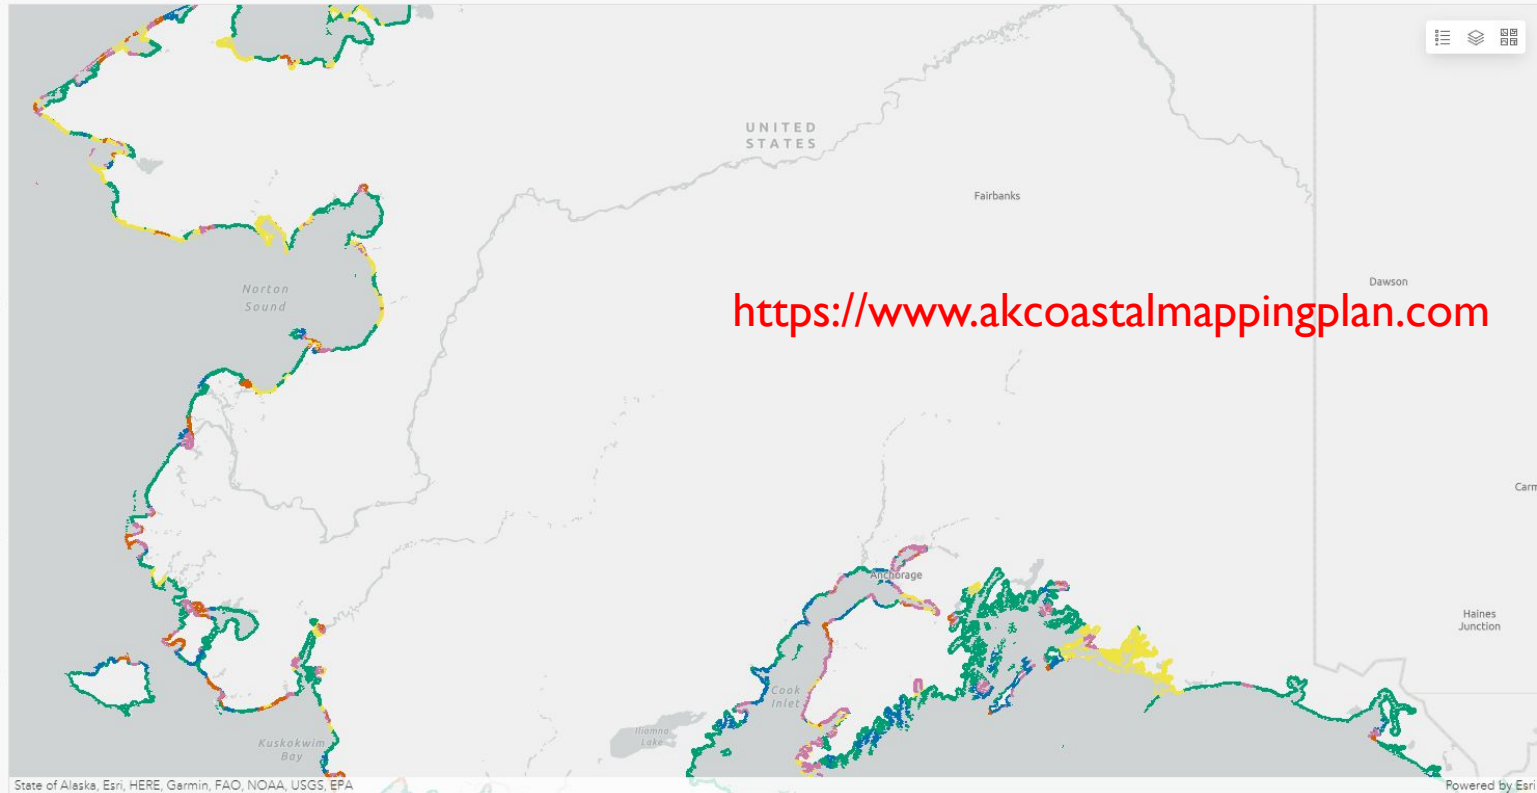 UNITED
STATES
Fairbanks
Norton
Sound
Dawson
https://www.akcoastalmappingplan.com
Carm
Anchorage
Haines
Junction
Cook
Inlet
Iliamna
Lake
Kuskokwim
Bay
State of Alaska, Esri, HERE, Garmin, FAO, NOAA, USGS, EPA
Powered by Esri